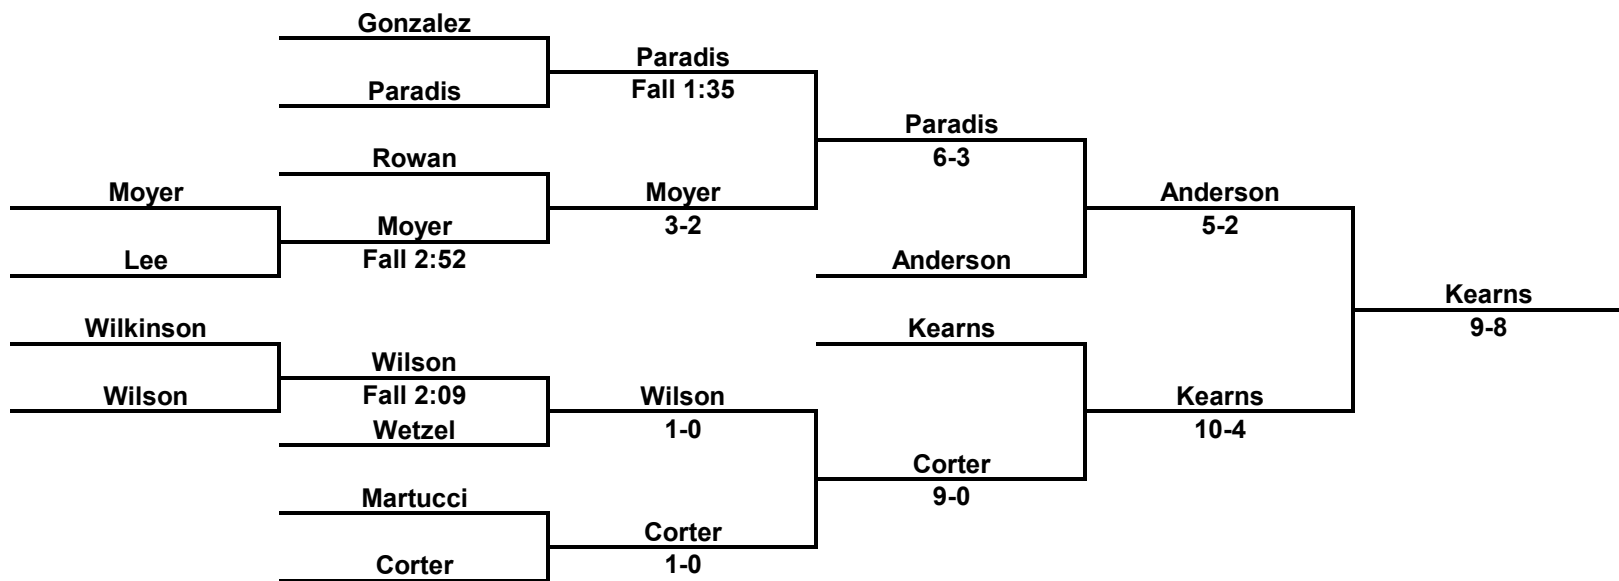 Gonzalez
Paradis
Paradis
Fall 1:35
Paradis
6-3
Rowan
Moyer
Moyer
3-2
Anderson
5-2
Moyer
Fall 2:52
Lee
Anderson
Kearns
9-8
Wilkinson
Kearns
Wilson
Fall 2:09
Wilson
Wilson
1-0
Kearns
10-4
Wetzel
Corter
9-0
Martucci
Corter
1-0
Corter